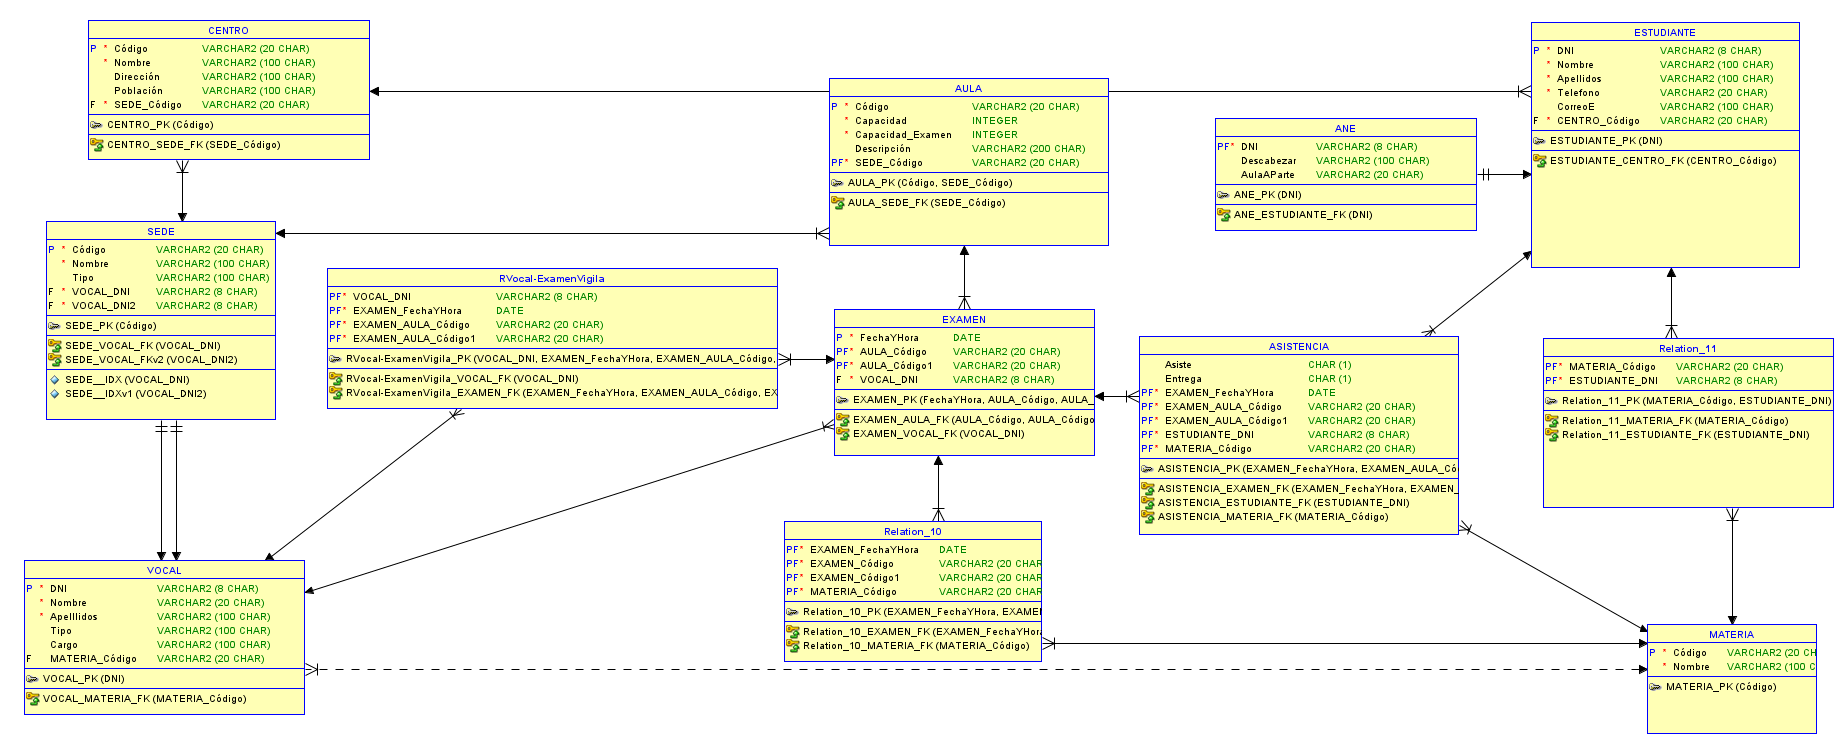 CENTRO
P * Código VARCHAR2 (20 CHAR)
* Nombre VARCHAR2 (100 CHAR)
Dirección VARCHAR2 (100 CHAR)
Población VARCHAR2 (100 CHAR)
F * SEDE_Código VARCHAR2 (20 CHAR)
CENTRO_PK (Código)
CENTRO_SEDE_FK (SEDE_Código)
AULA
P * Código VARCHAR2 (20 CHAR)
* Capacidad INTEGER
* Capacidad_Examen INTEGER
Descripción VARCHAR2 (200 CHAR)
PF* SEDE_Código VARCHAR2 (20 CHAR)
AULA_PK (Código, SEDE_Código)
AULA_SEDE_FK (SEDE_Código)
ESTUDIANTE
P * DNI VARCHAR2 (8 CHAR)
* Nombre VARCHAR2 (100 CHAR)
* Apellidos VARCHAR2 (100 CHAR)
* Telefono VARCHAR2 (20 CHAR)
CorreoE VARCHAR2 (100 CHAR)
F * CENTRO_Código VARCHAR2 (20 CHAR)
ESTUDIANTE_PK (DNI)
ESTUDIANTE_CENTRO_FK (CENTRO_Código)
ANE
PF* DNI VARCHAR2 (8 CHAR)
Descabezar VARCHAR2 (100 CHAR)
AulaAParte VARCHAR2 (20 CHAR)
ANE_PK (DNI)
ANE_ESTUDIANTE_FK (DNI)
SEDE
P * Código VARCHAR2 (20 CHAR)
* Nombre VARCHAR2 (100 CHAR)
Tipo VARCHAR2 (100 CHAR)
F * VOCAL_DNI VARCHAR2 (8 CHAR)
F * VOCAL_DNI2 VARCHAR2 (8 CHAR)
SEDE_PK (Código)
SEDE_VOCAL_FK (VOCAL_DNI)
SEDE_VOCAL_FKv2 (VOCAL_DNI2)
SEDE__IDX (VOCAL_DNI)
SEDE__IDXv1 (VOCAL_DNI2)
RVocal-ExamenVigila
PF* VOCAL_DNI VARCHAR2 (8 CHAR)
PF* EXAMEN_FechaYHora DATE
PF* EXAMEN_AULA_Código VARCHAR2 (20 CHAR)
PF* EXAMEN_AULA_Código1 VARCHAR2 (20 CHAR)
RVocal-ExamenVigila_PK (VOCAL_DNI, EXAMEN_FechaYHora, EXAMEN_AULA_Código,
RVocal-ExamenVigila_VOCAL_FK (VOCAL_DNI)
RVocal-ExamenVigila_EXAMEN_FK (EXAMEN_FechaYHora, EXAMEN_AULA_Código, EX
EXAMEN
P * FechaYHora DATE
PF* AULA_Código VARCHAR2 (20 CHAR)
PF* AULA_Código1 VARCHAR2 (20 CHAR)
F * VOCAL_DNI VARCHAR2 (8 CHAR)
EXAMEN_PK (FechaYHora, AULA_Código, AULA_
EXAMEN_AULA_FK (AULA_Código, AULA_Código
EXAMEN_VOCAL_FK (VOCAL_DNI)
ASISTENCIA
Asiste CHAR (1)
Entrega CHAR (1)
PF* EXAMEN_FechaYHora DATE
PF* EXAMEN_AULA_Código VARCHAR2 (20 CHAR)
PF* EXAMEN_AULA_Código1 VARCHAR2 (20 CHAR)
PF* ESTUDIANTE_DNI VARCHAR2 (8 CHAR)
PF* MATERIA_Código VARCHAR2 (20 CHAR)
ASISTENCIA_PK (EXAMEN_FechaYHora, EXAMEN_AULA_Có
ASISTENCIA_EXAMEN_FK (EXAMEN_FechaYHora, EXAMEN_
ASISTENCIA_ESTUDIANTE_FK (ESTUDIANTE_DNI)
ASISTENCIA_MATERIA_FK (MATERIA_Código)
Relation_11
PF* MATERIA_Código VARCHAR2 (20 CHAR)
PF* ESTUDIANTE_DNI VARCHAR2 (8 CHAR)
Relation_11_PK (MATERIA_Código, ESTUDIANTE_DNI)
Relation_11_MATERIA_FK (MATERIA_Código)
Relation_11_ESTUDIANTE_FK (ESTUDIANTE_DNI)
VOCAL
P * DNI VARCHAR2 (8 CHAR)
* Nombre VARCHAR2 (20 CHAR)
* Apelllidos VARCHAR2 (100 CHAR)
Tipo VARCHAR2 (100 CHAR)
Cargo VARCHAR2 (100 CHAR)
F MATERIA_Código VARCHAR2 (20 CHAR)
VOCAL_PK (DNI)
VOCAL_MATERIA_FK (MATERIA_Código)
Relation_10
PF* EXAMEN_FechaYHora DATE
PF* EXAMEN_Código VARCHAR2 (20 CHAR
PF* EXAMEN_Código1 VARCHAR2 (20 CHAR
PF* MATERIA_Código VARCHAR2 (20 CHAR
Relation_10_PK (EXAMEN_FechaYHora, EXAMEI
Relation_10_EXAMEN_FK (EXAMEN_FechaYHora
Relation_10_MATERIA_FK (MATERIA_Código)
MATERIA
P * Código VARCHAR2 (20 CH
* Nombre VARCHAR2 (100 C
MATERIA_PK (Código)